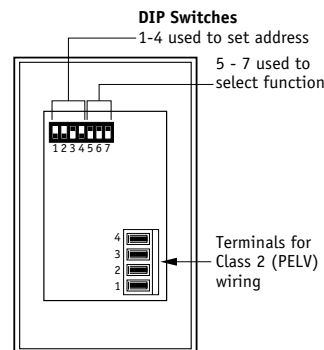 DIP Switches
1-4 used to set address
5 - 7 used to
select function
1 2 3 4 5 6 7
4
3
2
1
Terminals for
Class 2 (PELV)
wiring